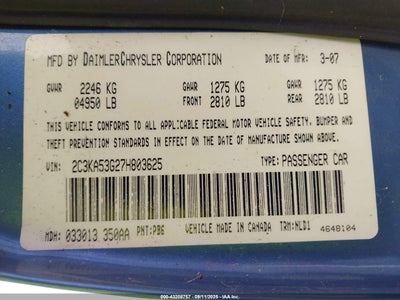 MFD BY DAIMLERCHRYSLER CORPORATION DATE OF MFR: 3-07
GVWR 2246 KG GAWR 1275 KG GAWR 1275 KG
04950 LB FRONT 2810 LB REAR 2810 LB
THIS VEHICLE CONFORMS TO ALL APPLICABLE FEDERAL MOTOR VEHICLE SAFETY, BUMPER AND
THEFT PREVENTION STANDARDS IN EFFECT ON THE DATE OF MANUFACTURE SHOWN ABOVE.
VIN: 2C3KA53G27H803625 TYPE: PASSENGER CAR
MDH: 033013 350AA PNT: PB6 VEHICLE MADE IN CANADA TRM: NLD1
4648104
000-43208757 - 09/11/2025 - IAA Inc.